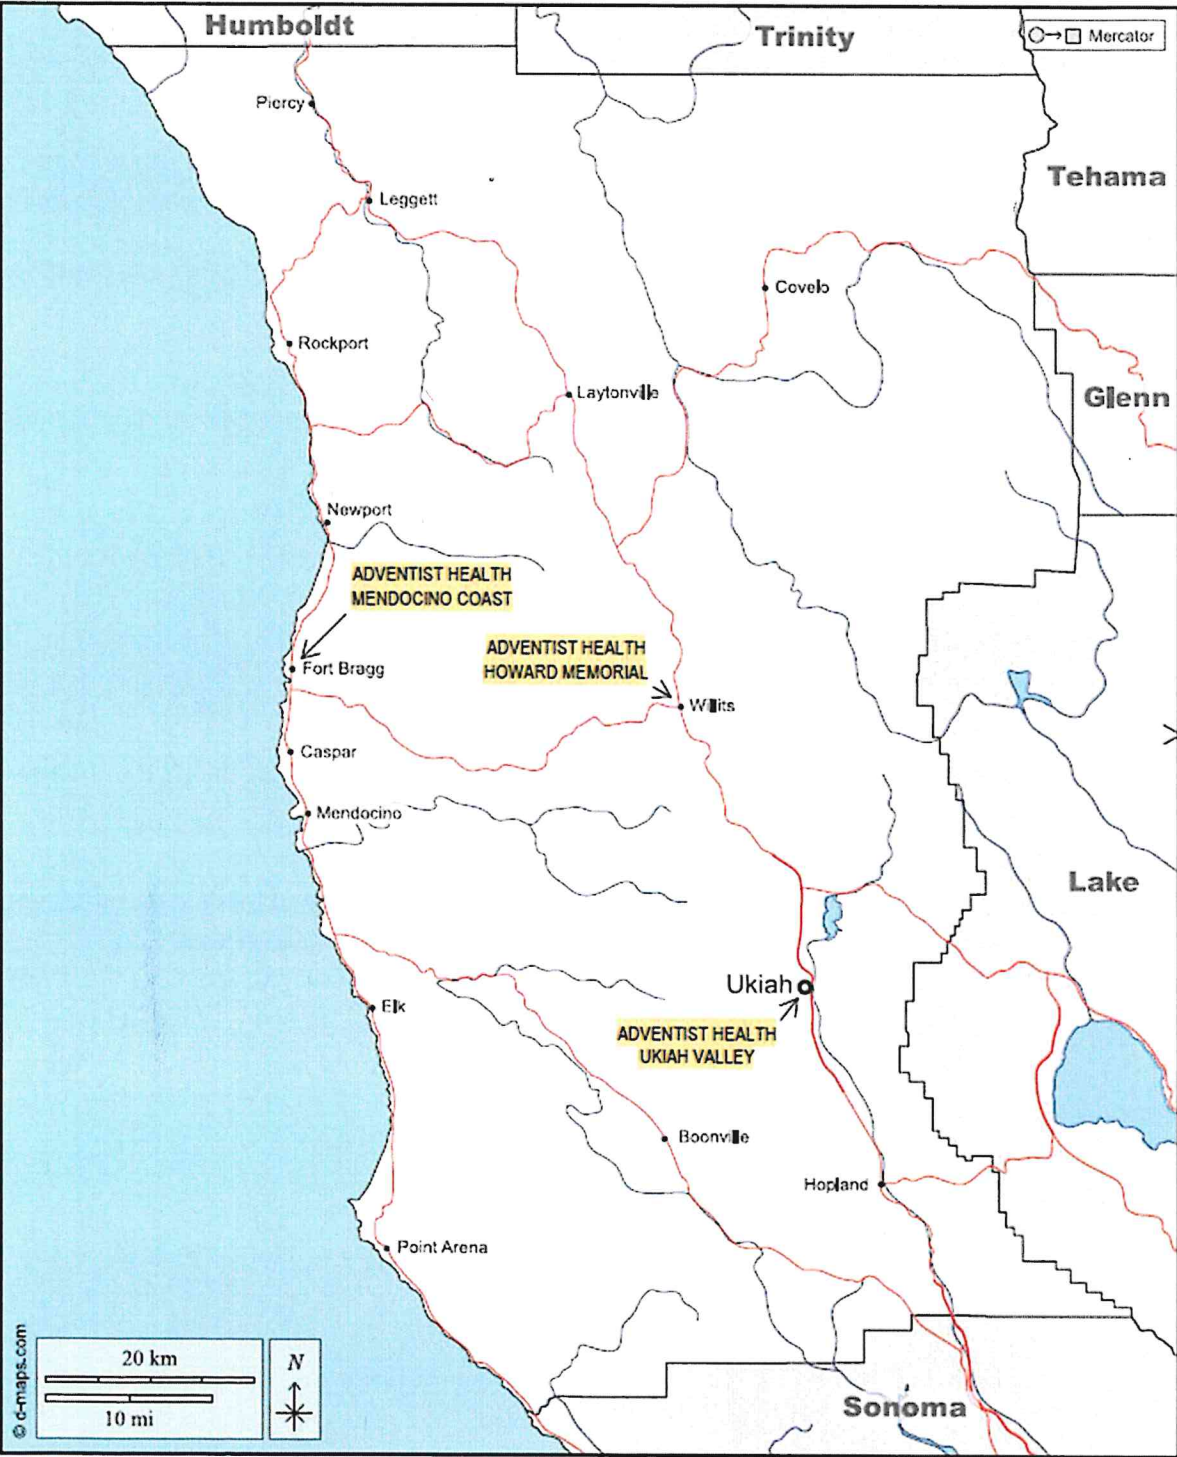 Humboldt
Trinity
Mercator
Piercy
Tehama
Leggett
Covelo
Rockport
Laytonville
Glenn
Newport
ADVENTIST HEALTH
MENDOCINO COAST
ADVENTIST HEALTH
HOWARD MEMORIAL
Fort Bragg
Willits
Caspar
Mendocino
Lake
Ukiah
Elk
ADVENTIST HEALTH
UKIAH VALLEY
Boonville
Hopland
Point Arena
© d-maps.com
20 km
10 mi
N
Sonoma